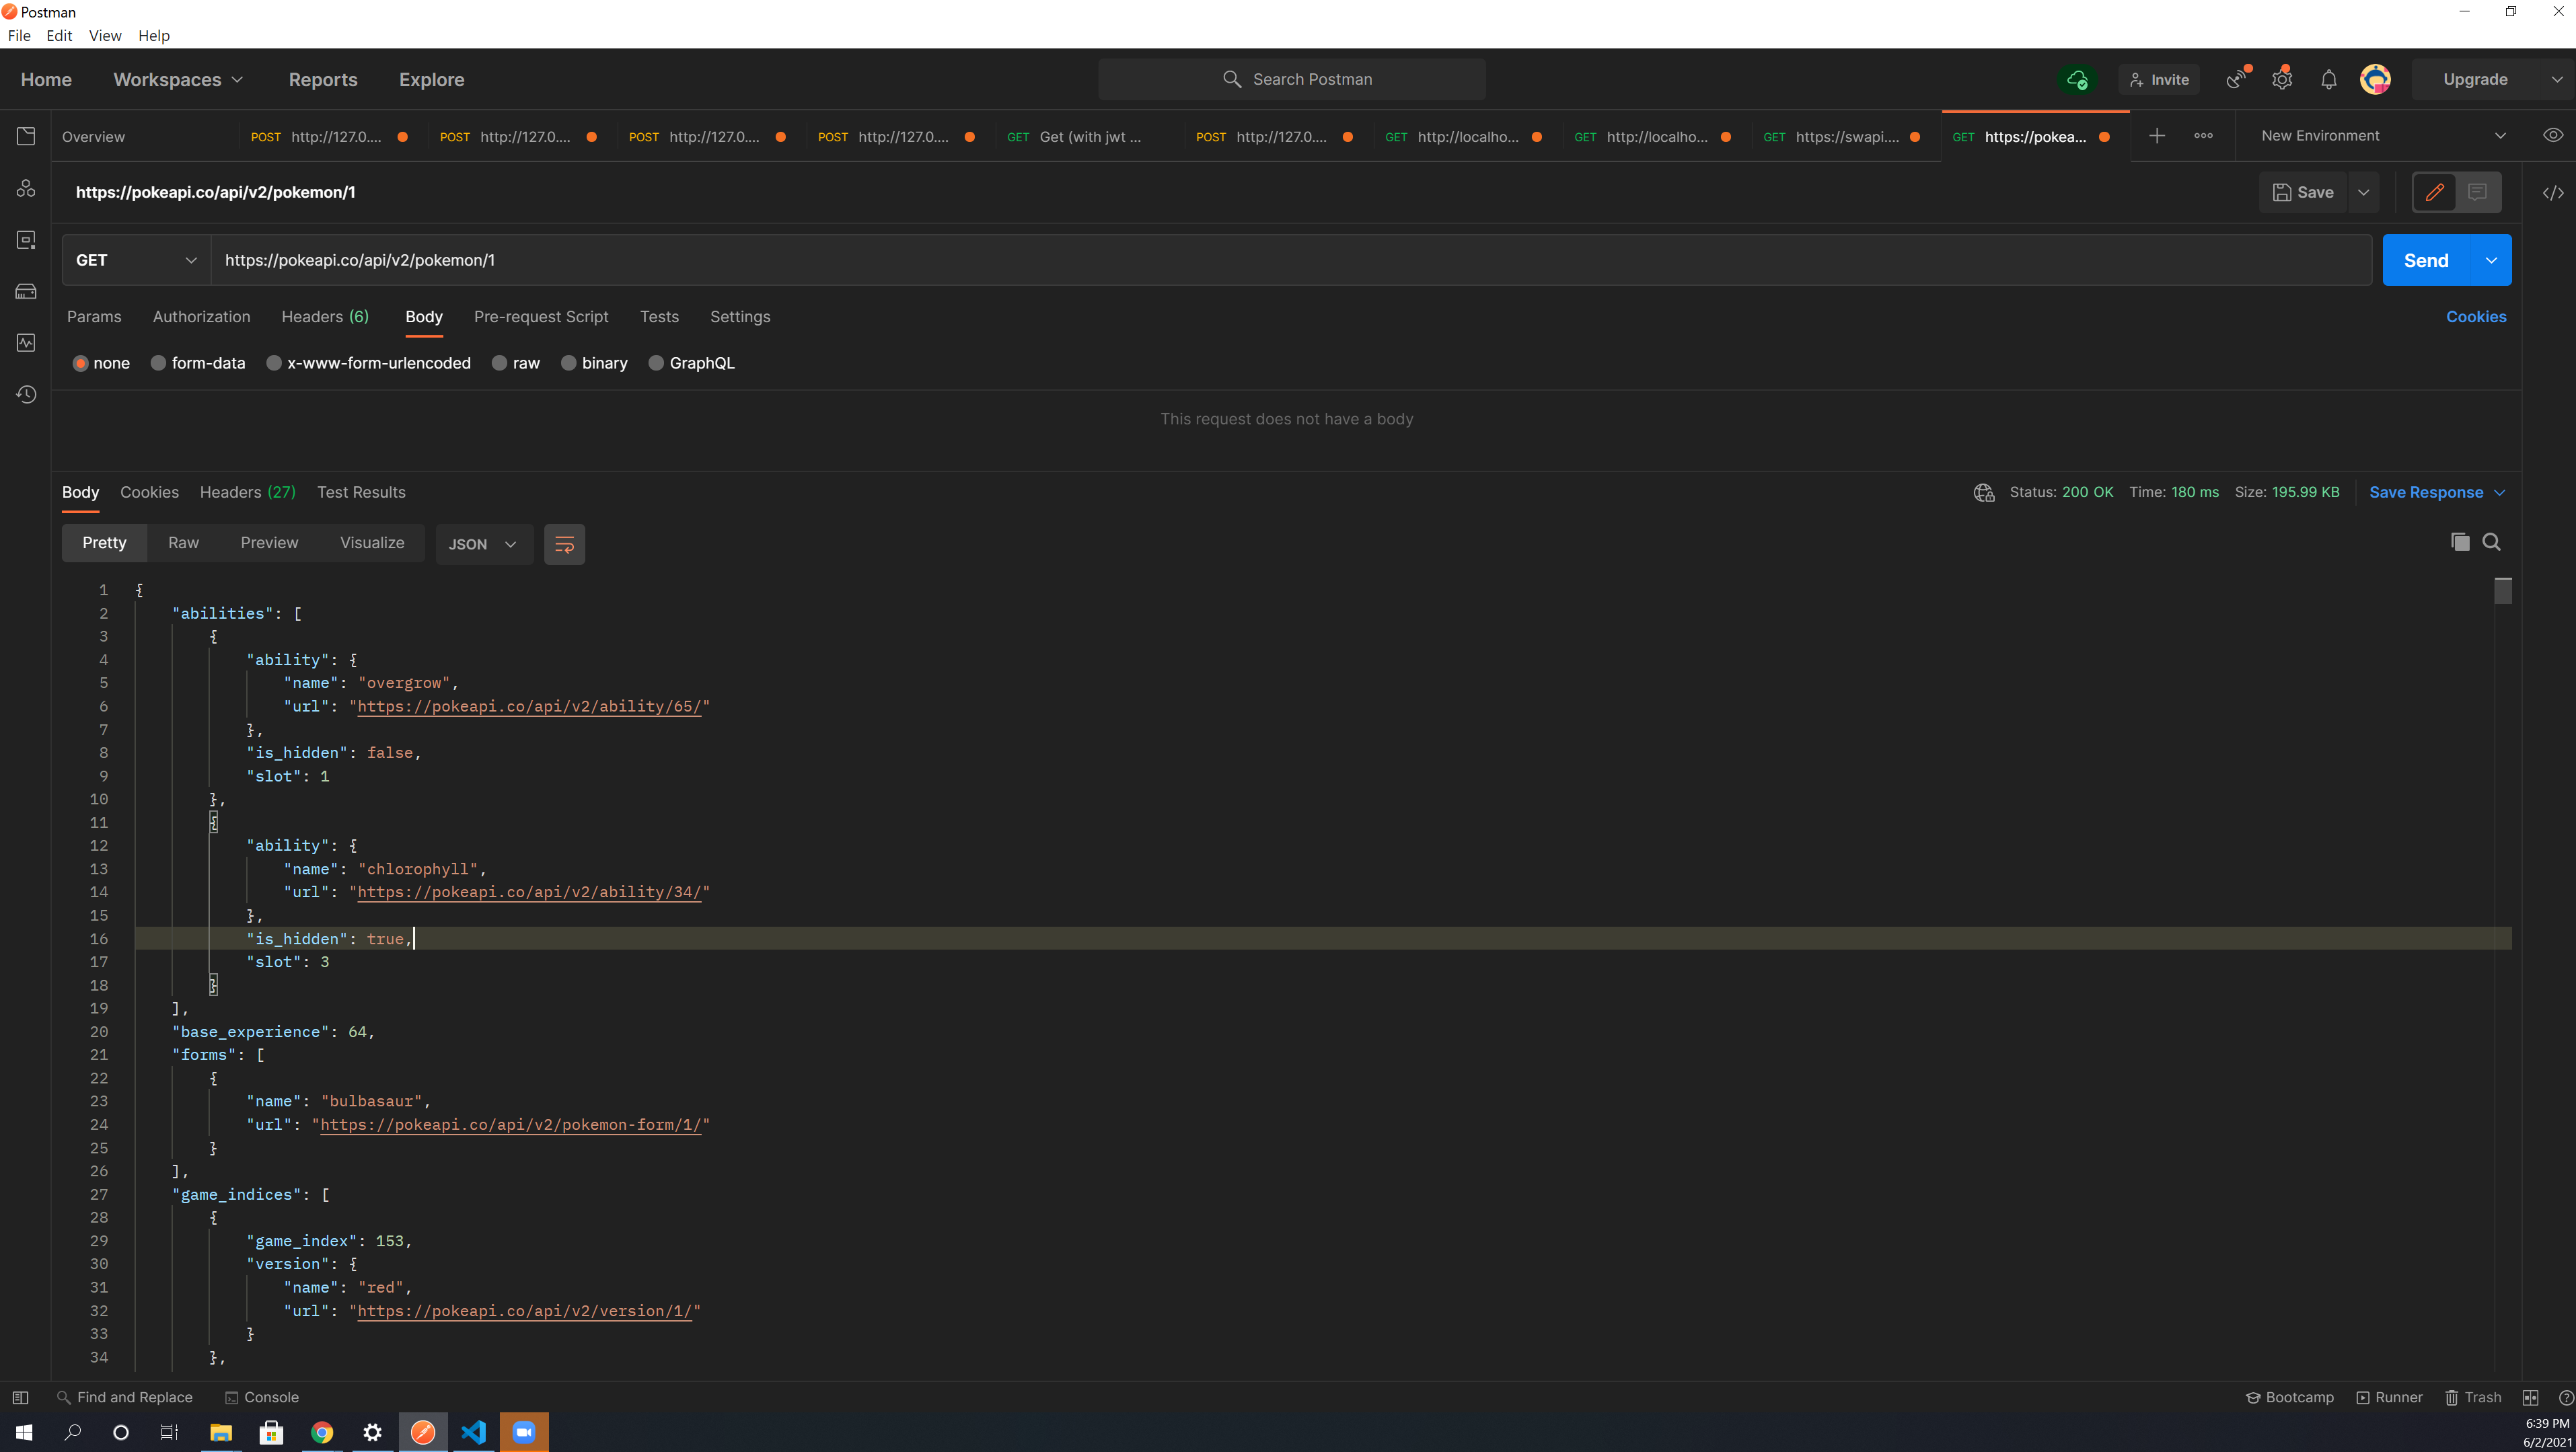 Postman
File Edit View Help
Home Workspaces Reports Explore Search Postman Invite Upgrade
Overview POST http://127.0.... POST http://127.0.... POST http://127.0.... POST http://127.0.... GET Get (with jwt ... POST http://127.0.... GET http://localho... GET http://localho... GET https://swapi.... GET https://pokea... New Environment
https://pokeapi.co/api/v2/pokemon/1 Save
GET https://pokeapi.co/api/v2/pokemon/1 Send
Params Authorization Headers (6) Body Pre-request Script Tests Settings Cookies
none form-data x-www-form-urlencoded raw binary GraphQL
This request does not have a body
Body Cookies Headers (27) Test Results Status: 200 OK Time: 180 ms Size: 195.99 KB Save Response
Pretty Raw Preview Visualize JSON
1 {
2 "abilities": [
3 {
4 "ability": {
5 "name": "overgrow",
6 "url": "https://pokeapi.co/api/v2/ability/65/"
7 },
8 "is_hidden": false,
9 "slot": 1
10 },
11 {
12 "ability": {
13 "name": "chlorophyll",
14 "url": "https://pokeapi.co/api/v2/ability/34/"
15 },
16 "is_hidden": true,
17 "slot": 3
18 }
19 ],
20 "base_experience": 64,
21 "forms": [
22 {
23 "name": "bulbasaur",
24 "url": "https://pokeapi.co/api/v2/pokemon-form/1/"
25 }
26 ],
27 "game_indices": [
28 {
29 "game_index": 153,
30 "version": {
31 "name": "red",
32 "url": "https://pokeapi.co/api/v2/version/1/"
33 }
34 },
Find and Replace Console Bootcamp Runner Trash
6:39 PM
6/2/2021